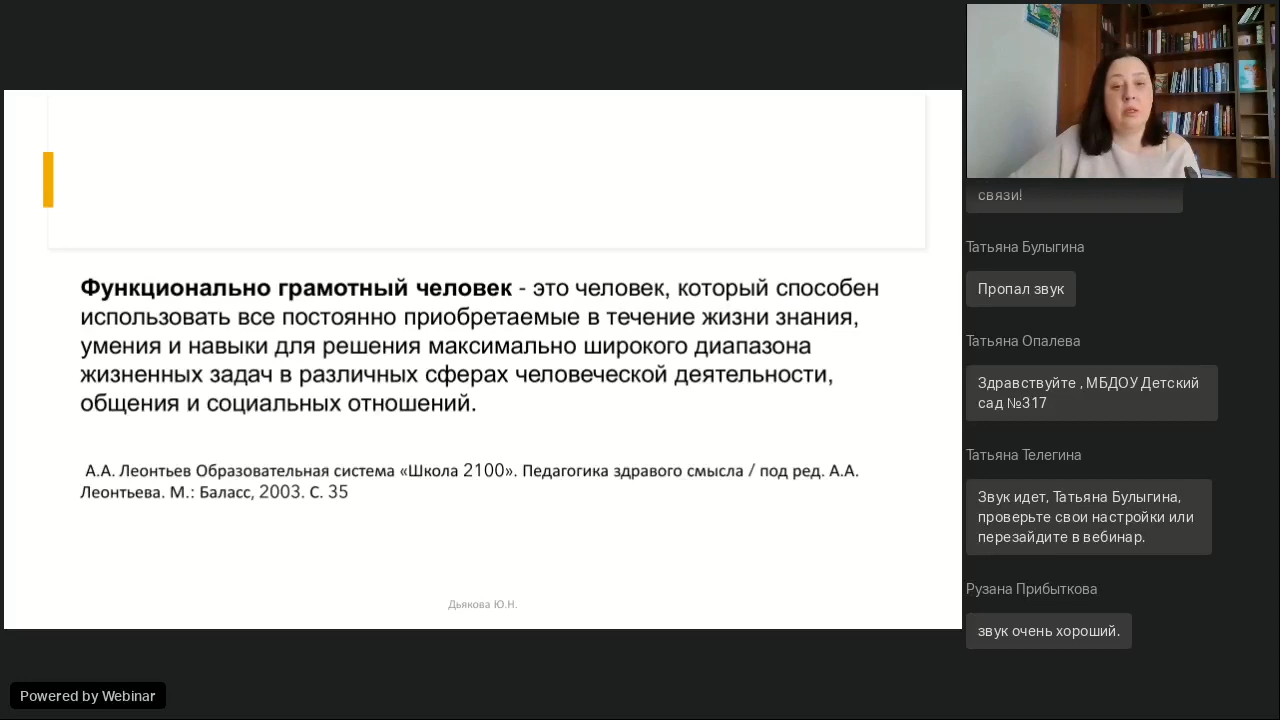 Функционально грамотный человек - это человек, который способен
использовать все постоянно приобретаемые в течение жизни знания,
умения и навыки для решения максимально широкого диапазона
жизненных задач в различных сферах человеческой деятельности,
общения и социальных отношений.
А.А. Леонтьев Образовательная система «Школа 2100». Педагогика здравого смысла / под ред. А.А.
Леонтьева. М.: Баласс, 2003. С. 35
Дьякова Ю.Н.
связи!
Татьяна Булыгина
Пропал звук
Татьяна Опалева
Здравствуйте , МБДОУ Детский
сад №317
Татьяна Телегина
Звук идет, Татьяна Булыгина,
проверьте свои настройки или
перезайдите в вебинар.
Рузана Прибыткова
звук очень хороший.
Powered by Webinar